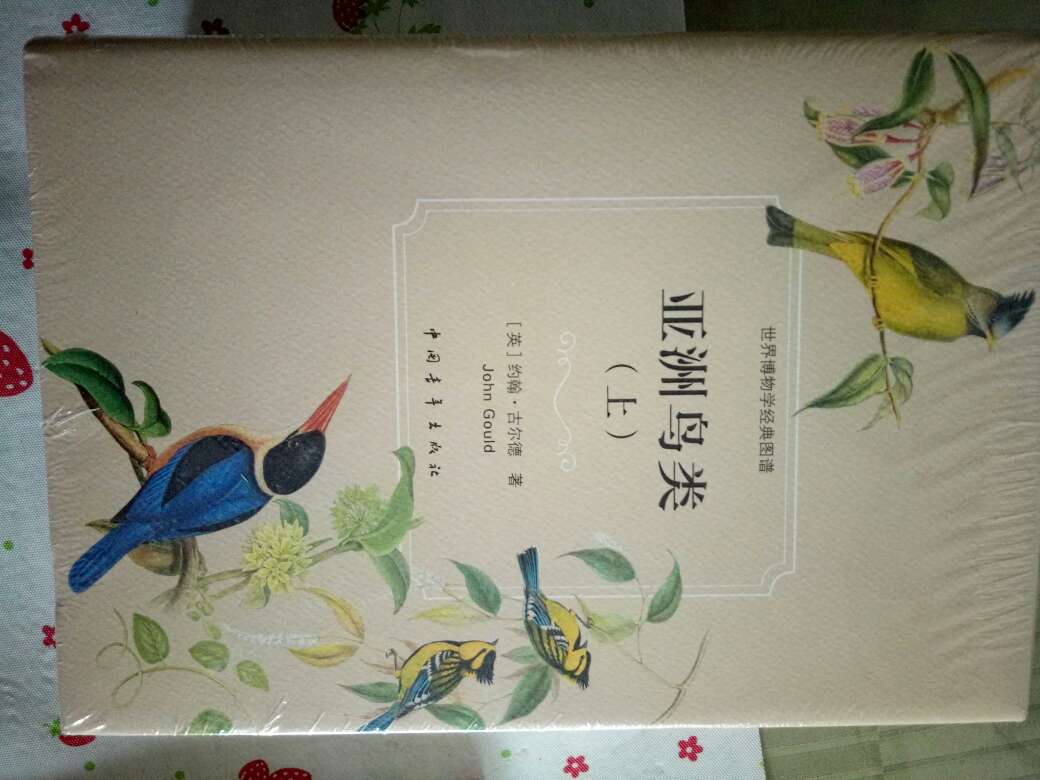 世界博物学经典图谱
亚洲鸟类
（上）
[英]约翰·古尔德 著
John Gould
中国青年出版社